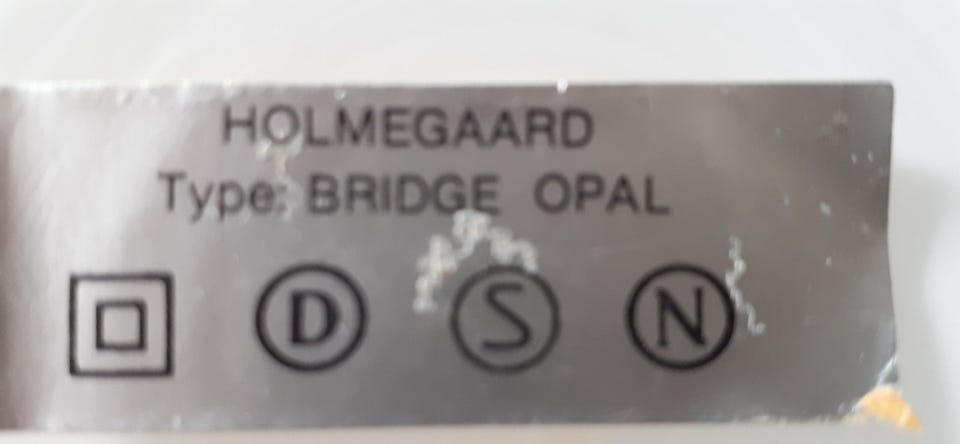 HOLMEGAARD
Type: BRIDGE OPAL
D S N